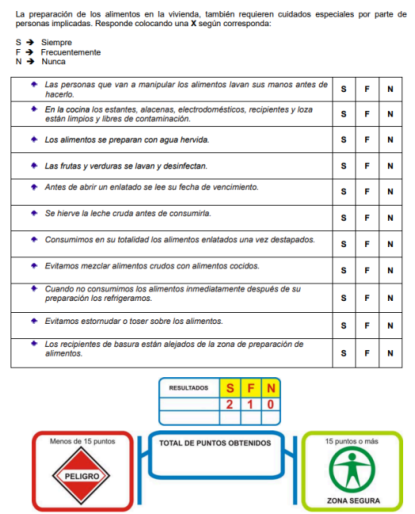 La preparación de los alimentos en la vivienda, también requieren cuidados especiales por parte de
personas implicadas. Responde colocando una X según corresponda:
S → Siempre
F → Frecuentemente
N → Nunca
Las personas que van a manipular los alimentos lavan sus manos antes de
hacerlo.
S F N
En la cocina los estantes, alacenas, electrodomésticos, recipientes y loza
están limpios y libres de contaminación.
S F N
Los alimentos se preparan con agua hervida.
S F N
Las frutas y verduras se lavan y desinfectan.
S F N
Antes de abrir un enlatado se lee su fecha de vencimiento.
S F N
Se hierve la leche cruda antes de consumirla.
S F N
Consumimos en su totalidad los alimentos enlatados una vez destapados.
S F N
Evitamos mezclar alimentos crudos con alimentos cocidos.
S F N
Cuando no consumimos los alimentos inmediatamente después de su
preparación los refrigeramos.
S F N
Evitamos estornudar o toser sobre los alimentos.
S F N
Los recipientes de basura están alejados de la zona de preparación de
alimentos.
S F N
RESULTADOS S F N
2 1 0
Menos de 15 puntos
PELIGRO
TOTAL DE PUNTOS OBTENIDOS
15 puntos o más
ZONA SEGURA